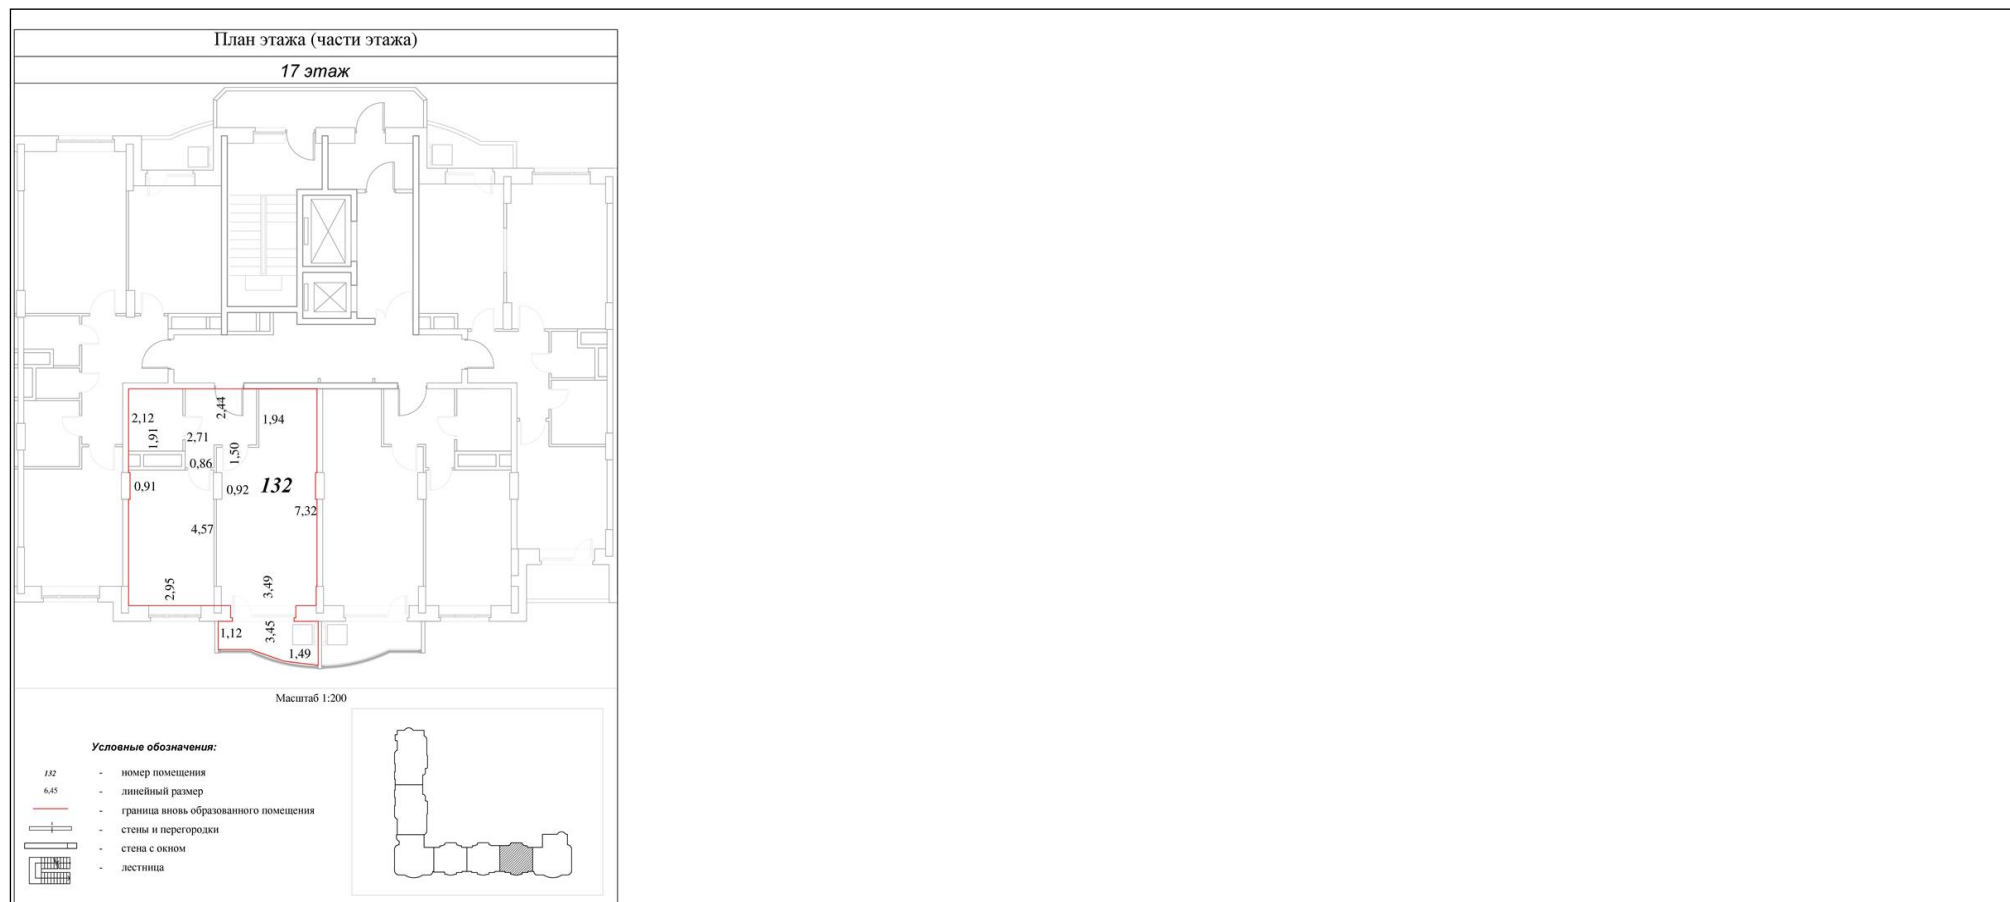 План этажа (части этажа)
17 этаж
2,12
1,91
2,44
1,94
2,71
1,50
0,86
0,91
0,92
132
7,32
4,57
2,95
3,49
1,12
3,45
1,49
Масштаб 1:200
Условные обозначения:
132 - номер помещения
6,45 - линейный размер
- граница вновь образованного помещения
- стены и перегородки
- стена с окном
- лестница